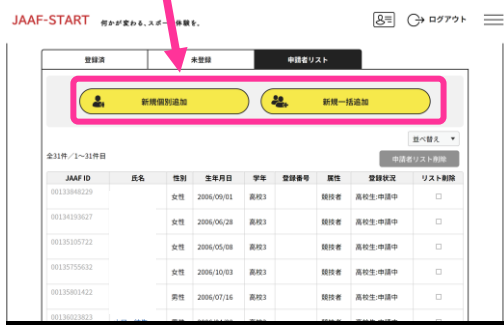 JAAF-START 何かが変わる、スポーツ体験を。 ログアウト
登録済 未登録 申請者リスト
新規個別追加 新規一括追加
並べ替え
全31件／1～31件目 申請者リスト削除
JAAF ID 氏名 性別 生年月日 学年 登録番号 属性 登録状況 リスト削除
00133848229 女性 2006/09/01 高校3 競技者 高校生:申請中
00134193627 女性 2006/06/28 高校3 競技者 高校生:申請中
00135105722 女性 2006/05/08 高校3 競技者 高校生:申請中
00135755632 女性 2006/10/03 高校3 競技者 高校生:申請中
00135801422 男性 2006/07/16 高校3 競技者 高校生:申請中
00136023823